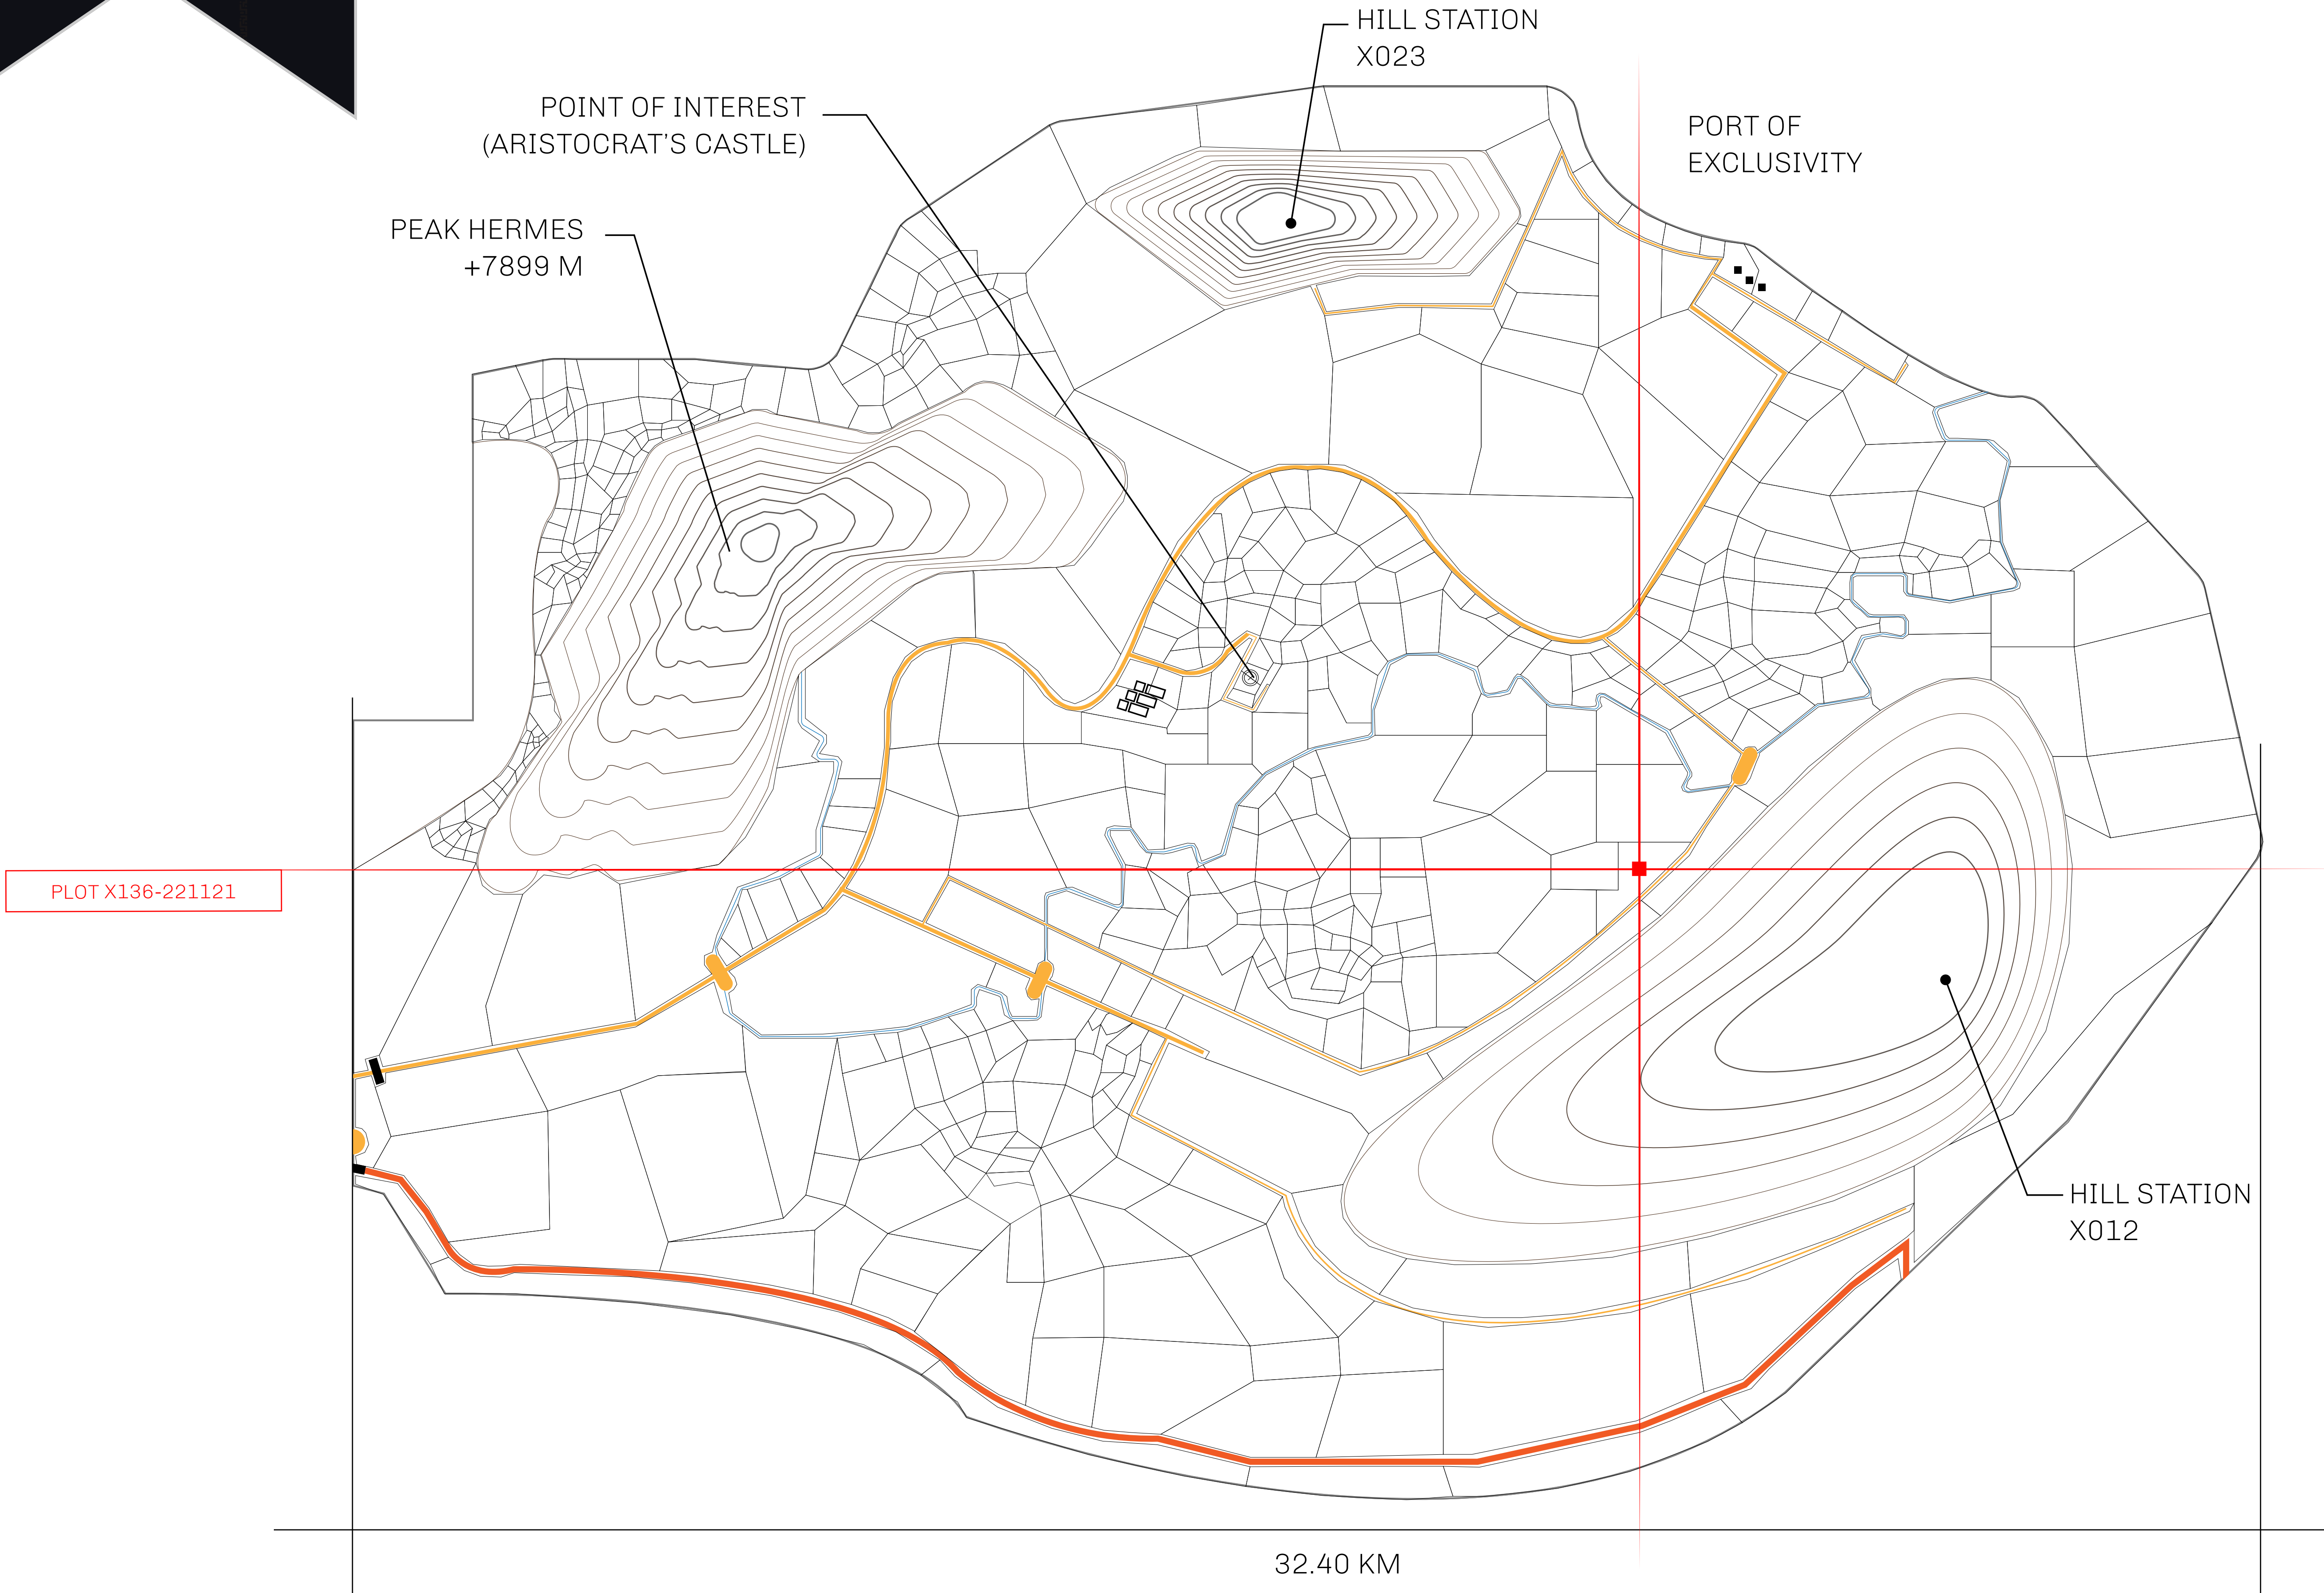 HILL STATION
X023
POINT OF INTEREST
(ARISTOCRAT'S CASTLE)
PORT OF
EXCLUSIVITY
PEAK HERMES
+7899 M
PLOT X136-221121
HILL STATION
X012
32.40 KM